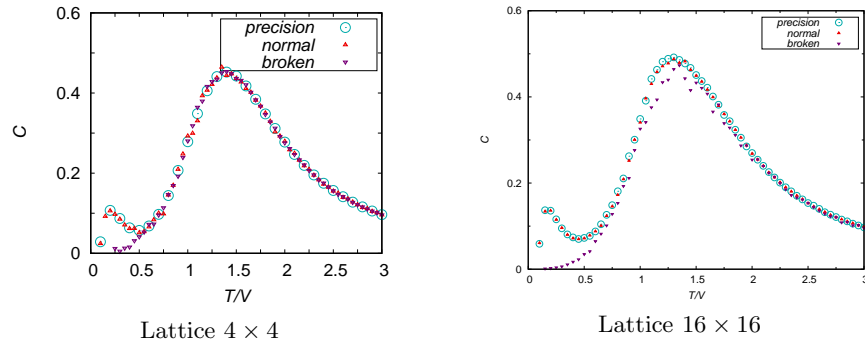 0.6
precision
normal
broken
0.4
C
0.2
0
0 0.5 1 1.5 2 2.5 3
T/V
Lattice 4 × 4
0.6
precision
normal
broken
0.4
C
0.2
0
0 0.5 1 1.5 2 2.5 3
T/V
Lattice 16 × 16